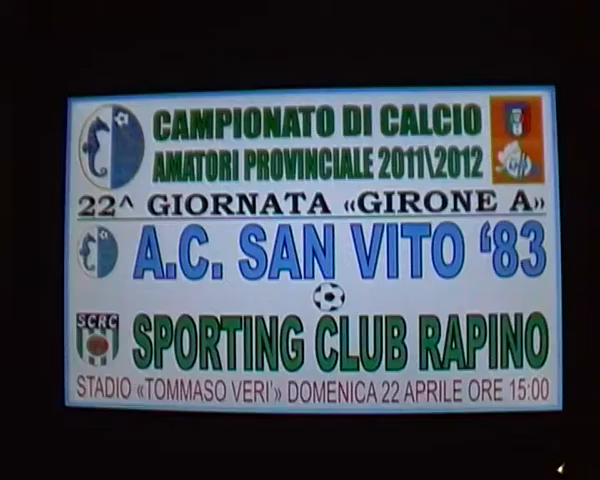 CAMPIONATO DI CALCIO
AMATORI PROVINCIALE 2011\2012
22^ GIORNATA «GIRONE A»
A.C. SAN VITO '83
SCRC
SPORTING CLUB RAPINO
STADIO «TOMMASO VERI'» DOMENICA 22 APRILE ORE 15:00